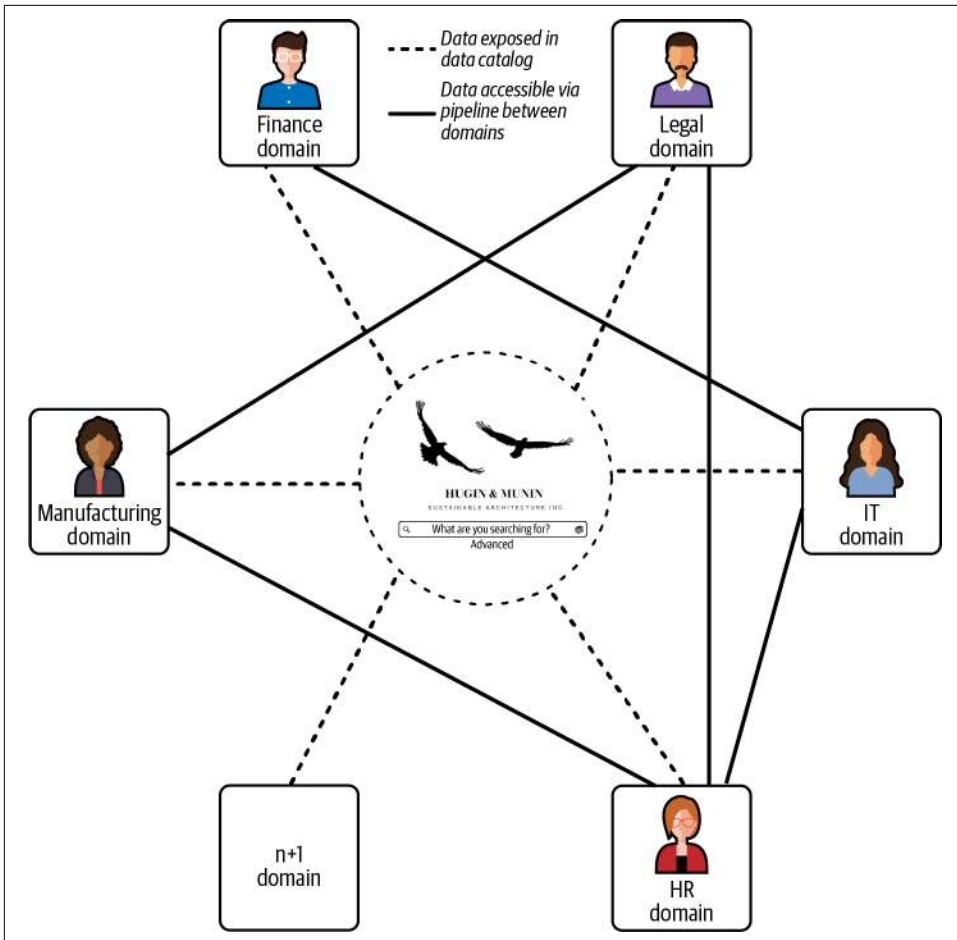 Finance
domain
Data exposed in
data catalog
Data accessible via
pipeline between
domains
Legal
domain
Manufacturing
domain
HUGIN & MUNIN
SUSTAINABLE ARCHITECTURE INC
What are you searching for?
Advanced
IT
domain
n+1
domain
HR
domain